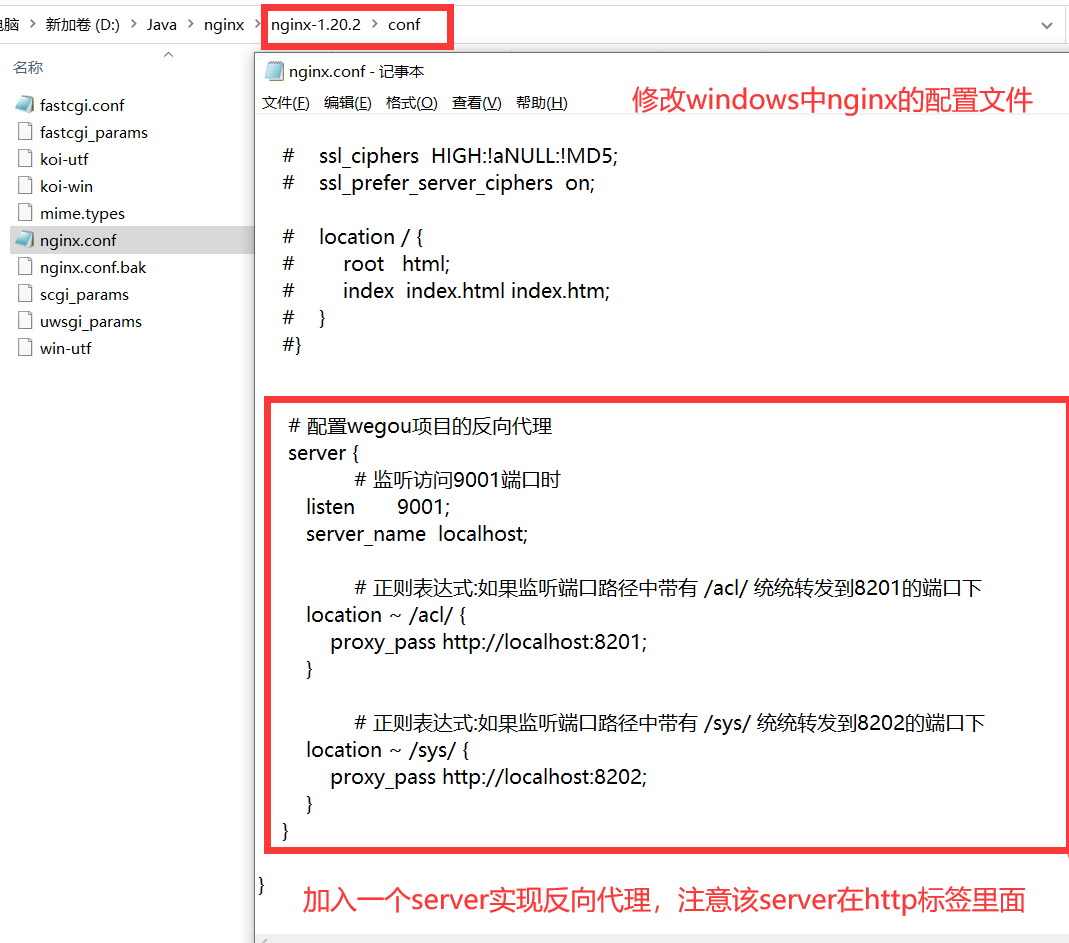 电脑 > 新加卷 (D:) > Java > nginx > nginx-1.20.2 > conf
名称
fastcgi.conf
fastcgi_params
koi-utf
koi-win
mime.types
nginx.conf
nginx.conf.bak
scgi_params
uwsgi_params
win-utf
nginx.conf - 记事本
文件(F) 编辑(E) 格式(O) 查看(V) 帮助(H)
修改windows中nginx的配置文件
# ssl_ciphers HIGH:!aNULL:!MD5;
# ssl_prefer_server_ciphers on;
# location / {
# root html;
# index index.html index.htm;
# }
#}
# 配置wegou项目的反向代理
server {
# 监听访问9001端口时
listen 9001;
server_name localhost;
# 正则表达式:如果监听端口路径中带有 /acl/ 统统转发到8201的端口下
location ~ /acl/ {
proxy_pass http://localhost:8201;
}
# 正则表达式:如果监听端口路径中带有 /sys/ 统统转发到8202的端口下
location ~ /sys/ {
proxy_pass http://localhost:8202;
}
}
}
加入一个server实现反向代理，注意该server在http标签里面